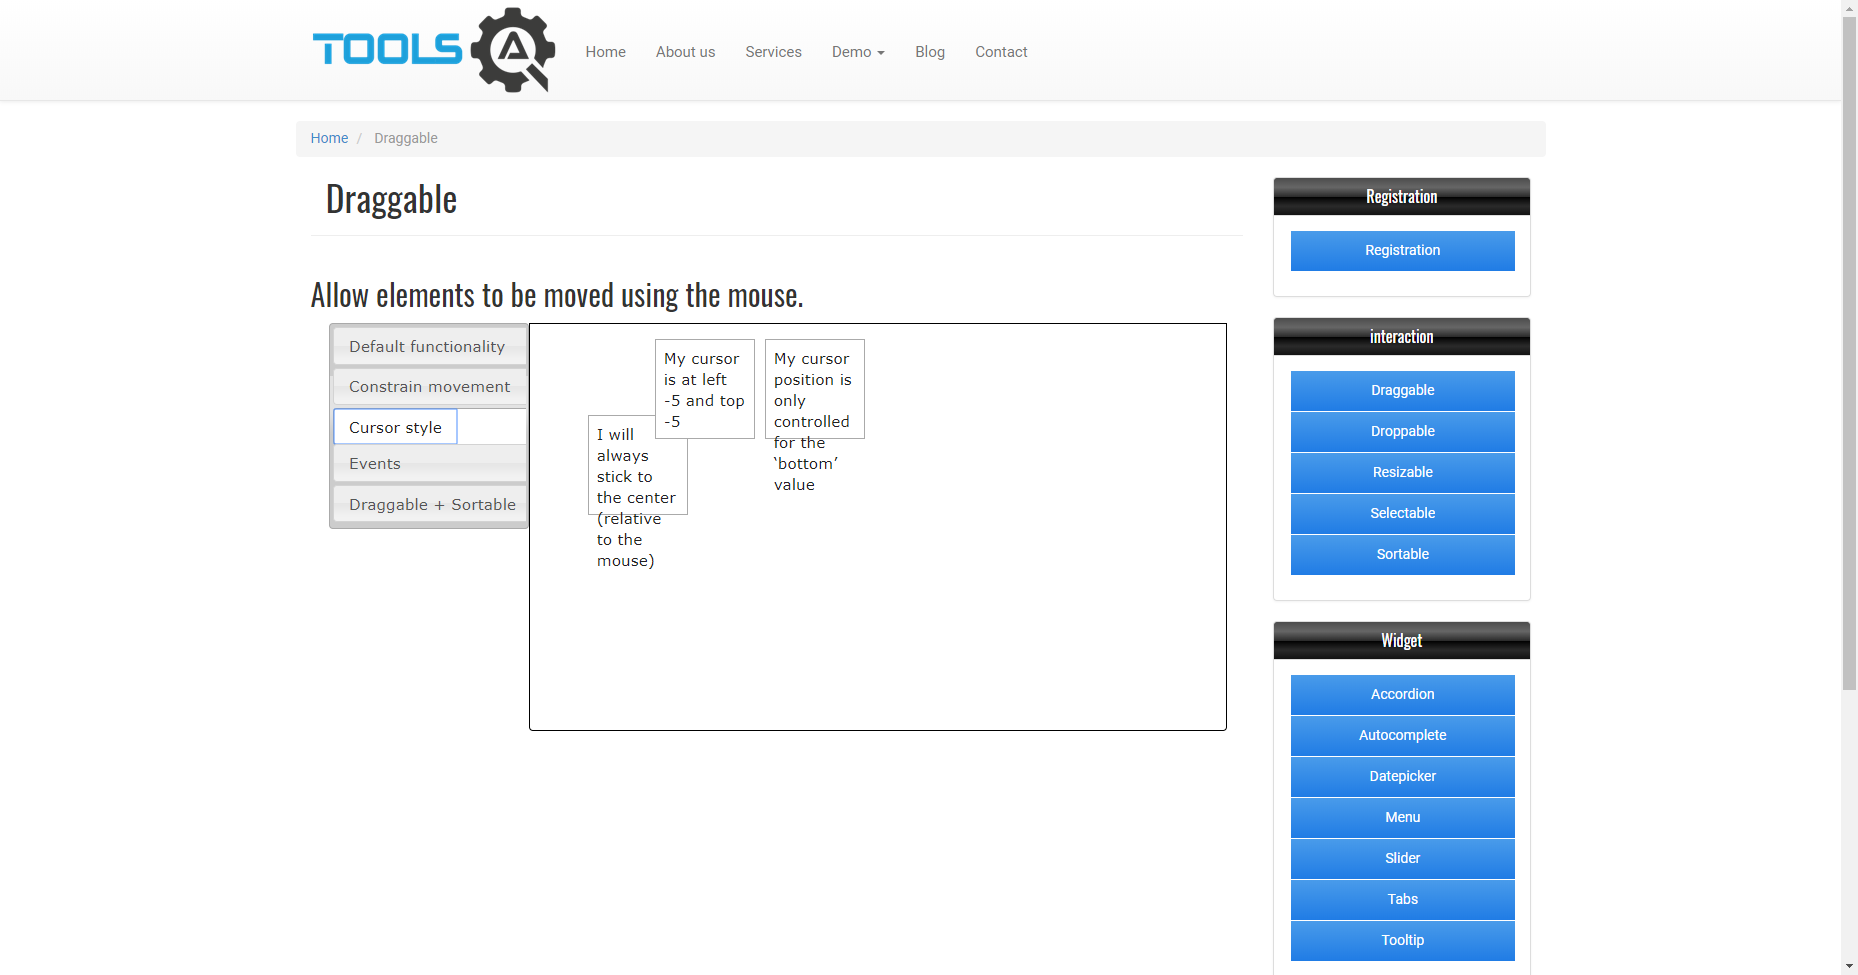 TOOLS QA
Home About us Services Demo Blog Contact
Home / Draggable
Draggable
Allow elements to be moved using the mouse.
Default functionality
Constrain movement
Cursor style
Events
Draggable + Sortable
I will
always
stick to
the center
(relative
to the
mouse)
My cursor
is at left
-5 and top
-5
My cursor
position is
only
controlled
for the
‘bottom’
value
Registration
Registration
interaction
Draggable
Droppable
Resizable
Selectable
Sortable
Widget
Accordion
Autocomplete
Datepicker
Menu
Slider
Tabs
Tooltip